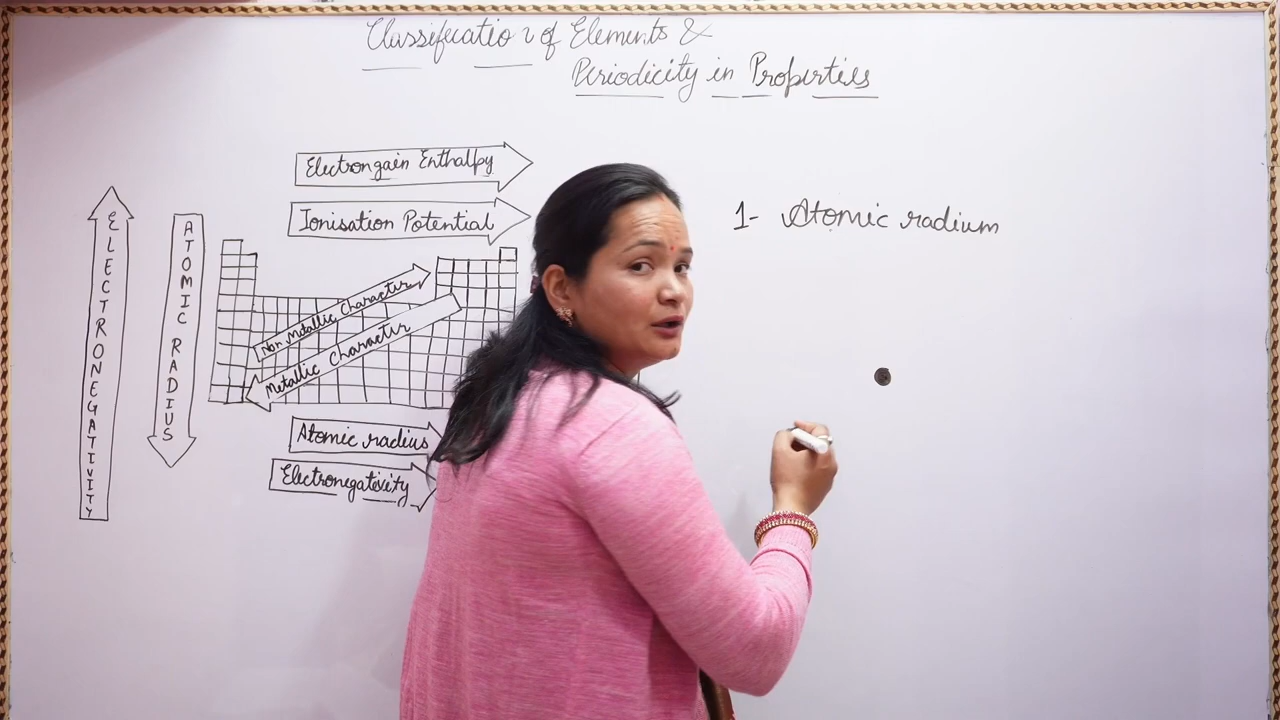 Classification of Elements &
Periodicity in Properties
Electrongain Enthalpy
Ionisation Potential
ELECTRONEGATIVITY
ATOMIC RADIUS
Non Metallic Character
Metallic Character
Atomic radius
Electronegativity
1- Atomic radium